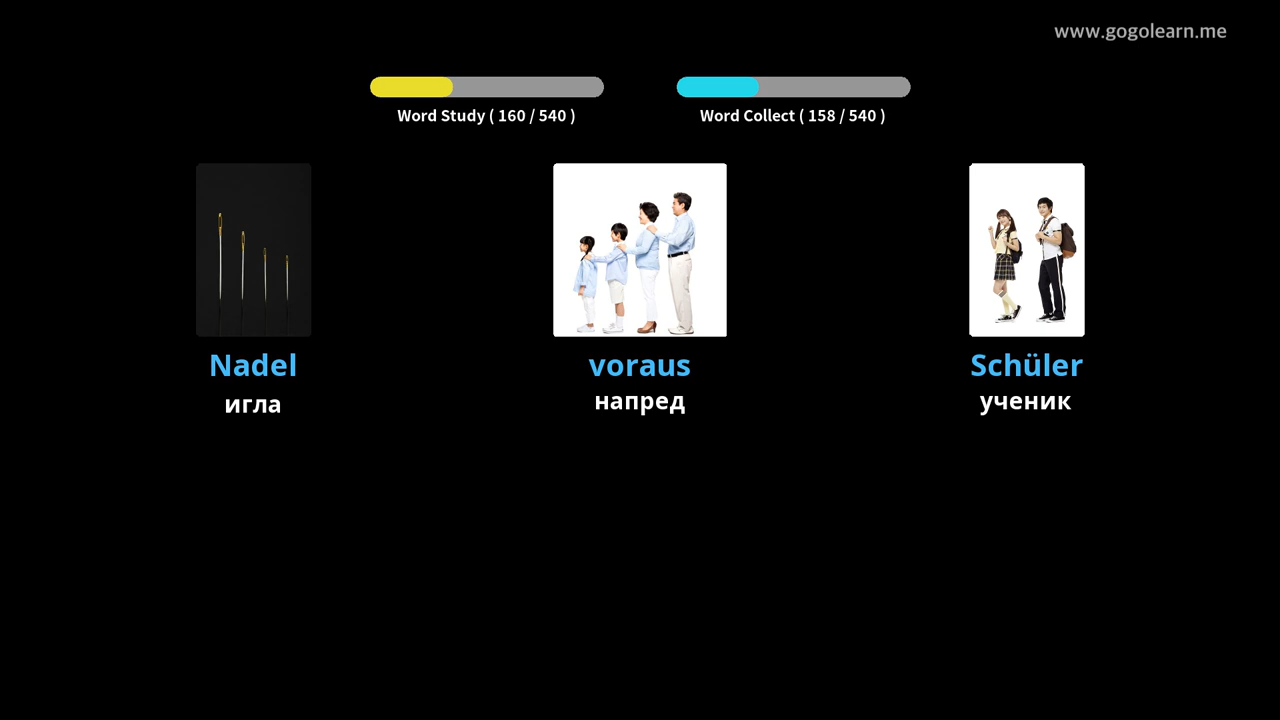 www.gogolearn.me
Word Study ( 160 / 540 )
Word Collect ( 158 / 540 )
Nadel
игла
voraus
напред
Schüler
ученик